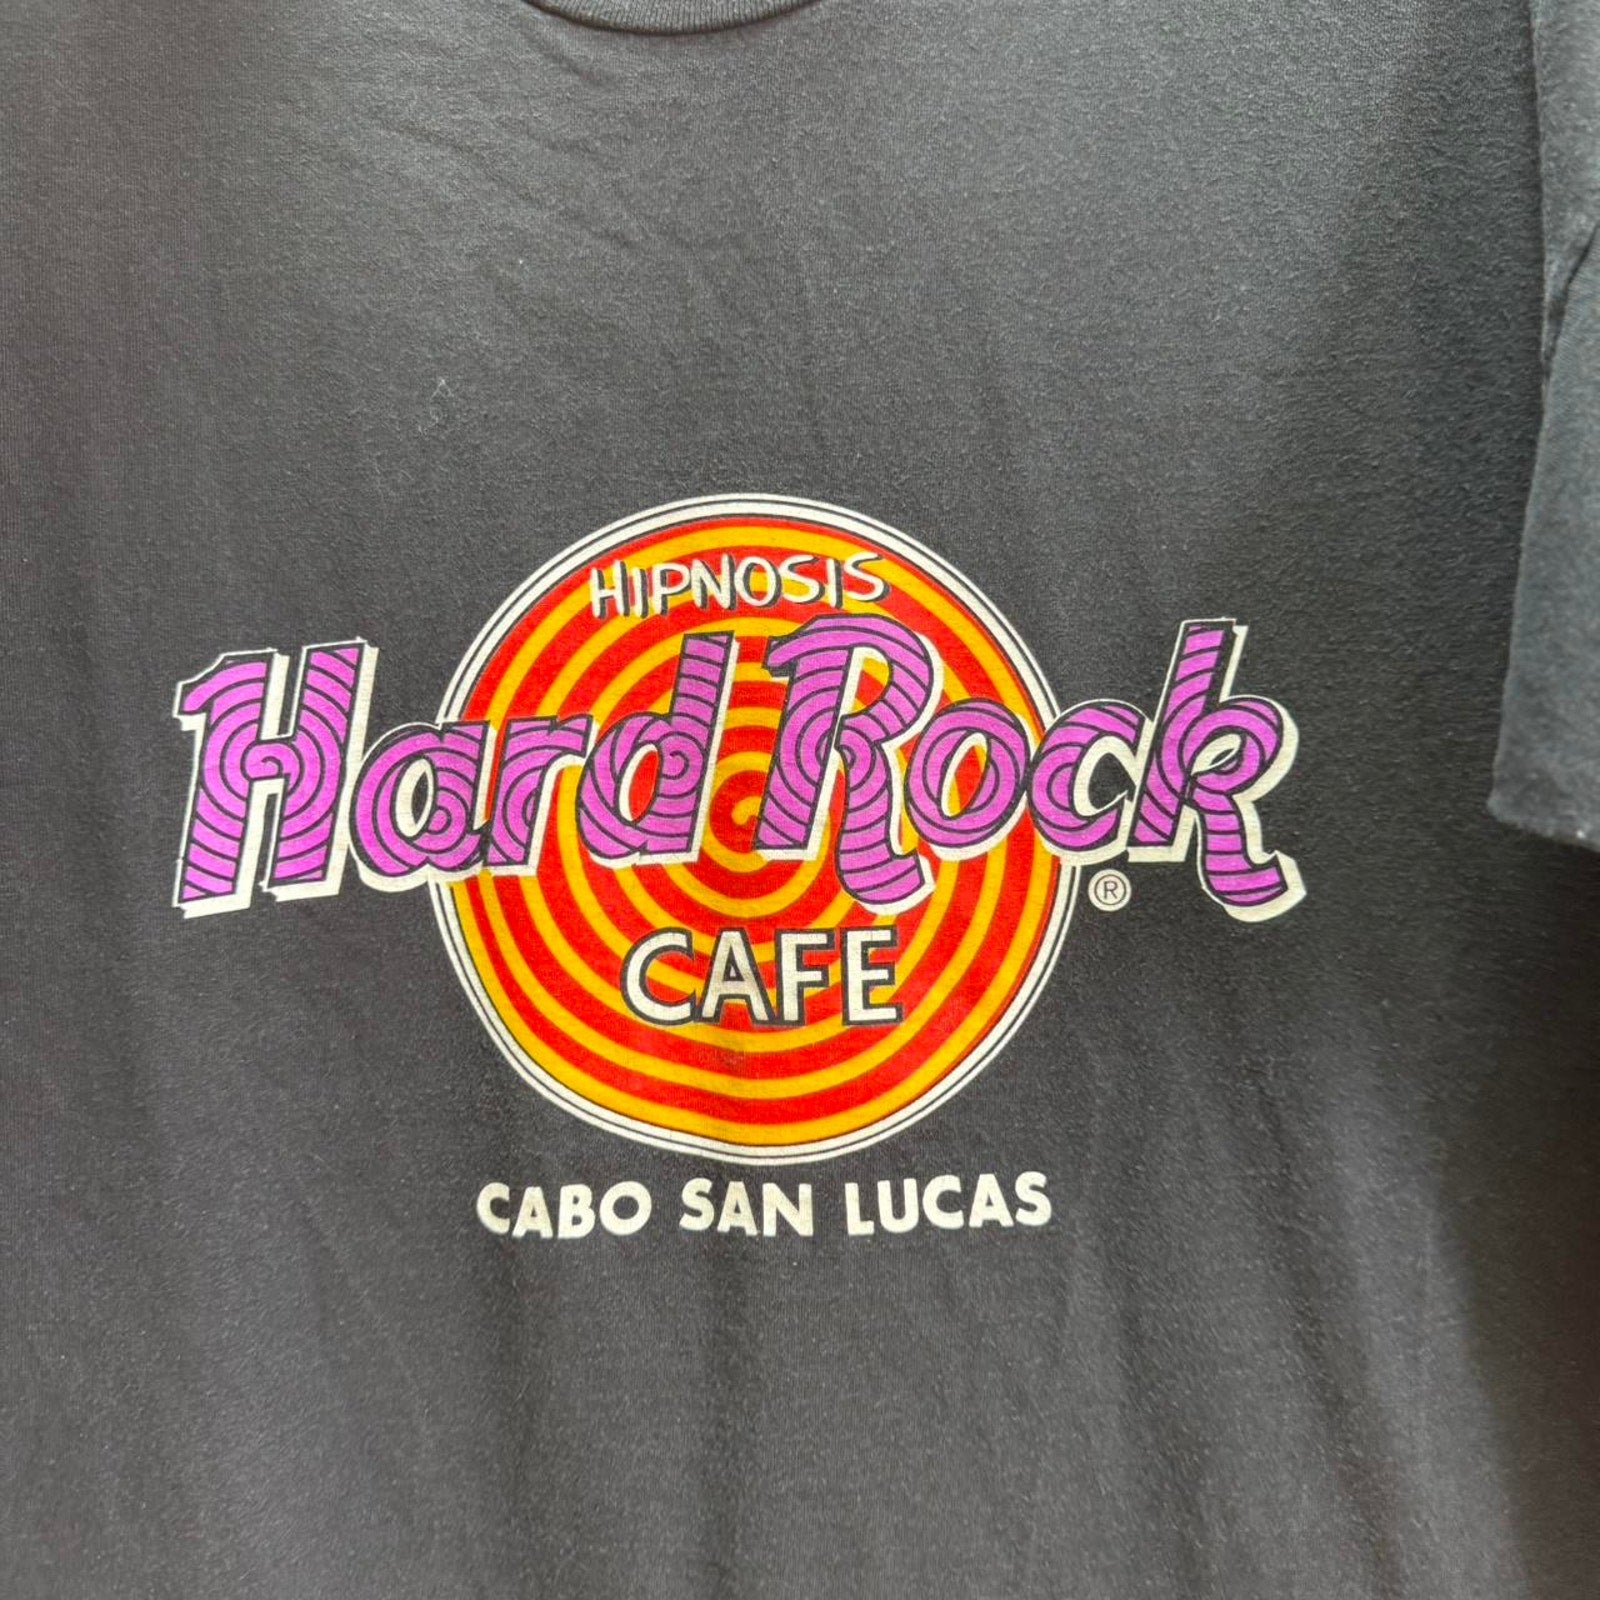 HIPNOSIS
Hard Rock
®
CAFE
CABO SAN LUCAS